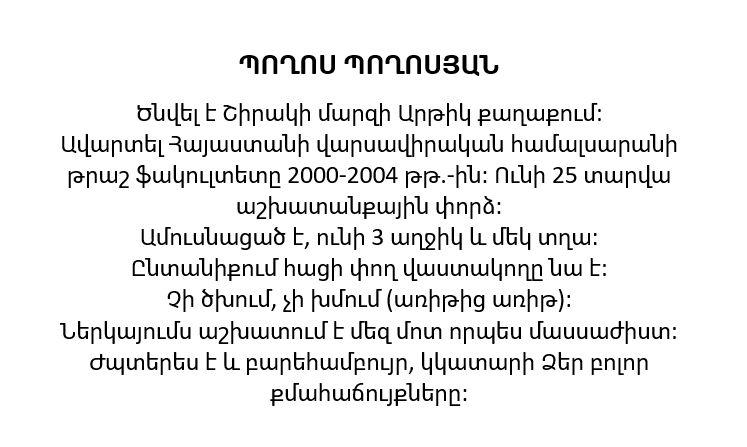 ՊՈՂՈՍ ՊՈՂՈՍՅԱՆ
Ծնվել է Շիրակի մարզի Արթիկ քաղաքում:
Ավարտել Հայաստանի վարսավիրական համալսարանի
թրաշ ֆակուլտետը 2000-2004 թթ.-ին: Ունի 25 տարվա
աշխատանքային փորձ:
Ամուսնացած է, ունի 3 աղջիկ և մեկ տղա:
Ընտանիքում հացի փող վաստակողը նա է:
Չի ծխում, չի խմում (առիթից առիթ):
Ներկայումս աշխատում է մեզ մոտ որպես մասսաժիստ:
Ժպտերես է և բարեհամբույր, կկատարի Ձեր բոլոր
քմահաճույքները: